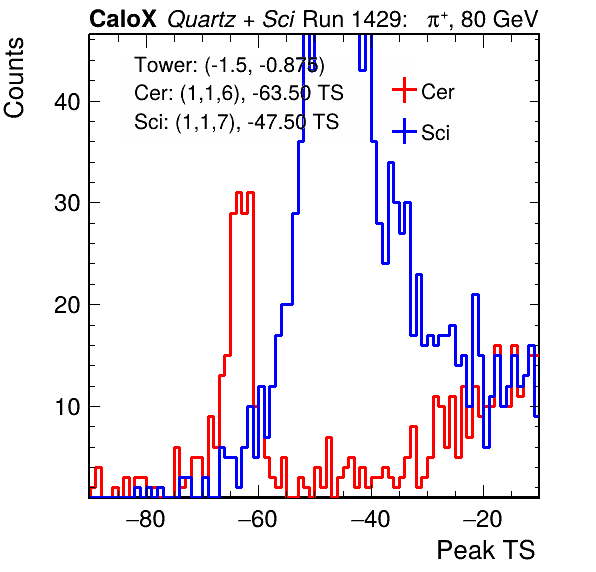 CaloX Quartz + Sci Run 1429: π⁺, 80 GeV
Counts
Tower: (-1.5, -0.875)
Cer: (1,1,6), -63.50 TS
Sci: (1,1,7), -47.50 TS
Cer
Sci
40
30
20
10
−80 −60 −40 −20
Peak TS